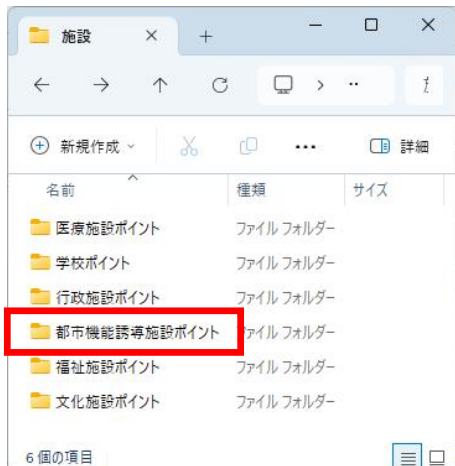 施設
新規作成
詳細
名前 種類 サイズ
医療施設ポイント ファイル フォルダー
学校ポイント ファイル フォルダー
行政施設ポイント ファイル フォルダー
都市機能誘導施設ポイント ファイル フォルダー
福祉施設ポイント ファイル フォルダー
文化施設ポイント ファイル フォルダー
6 個の項目